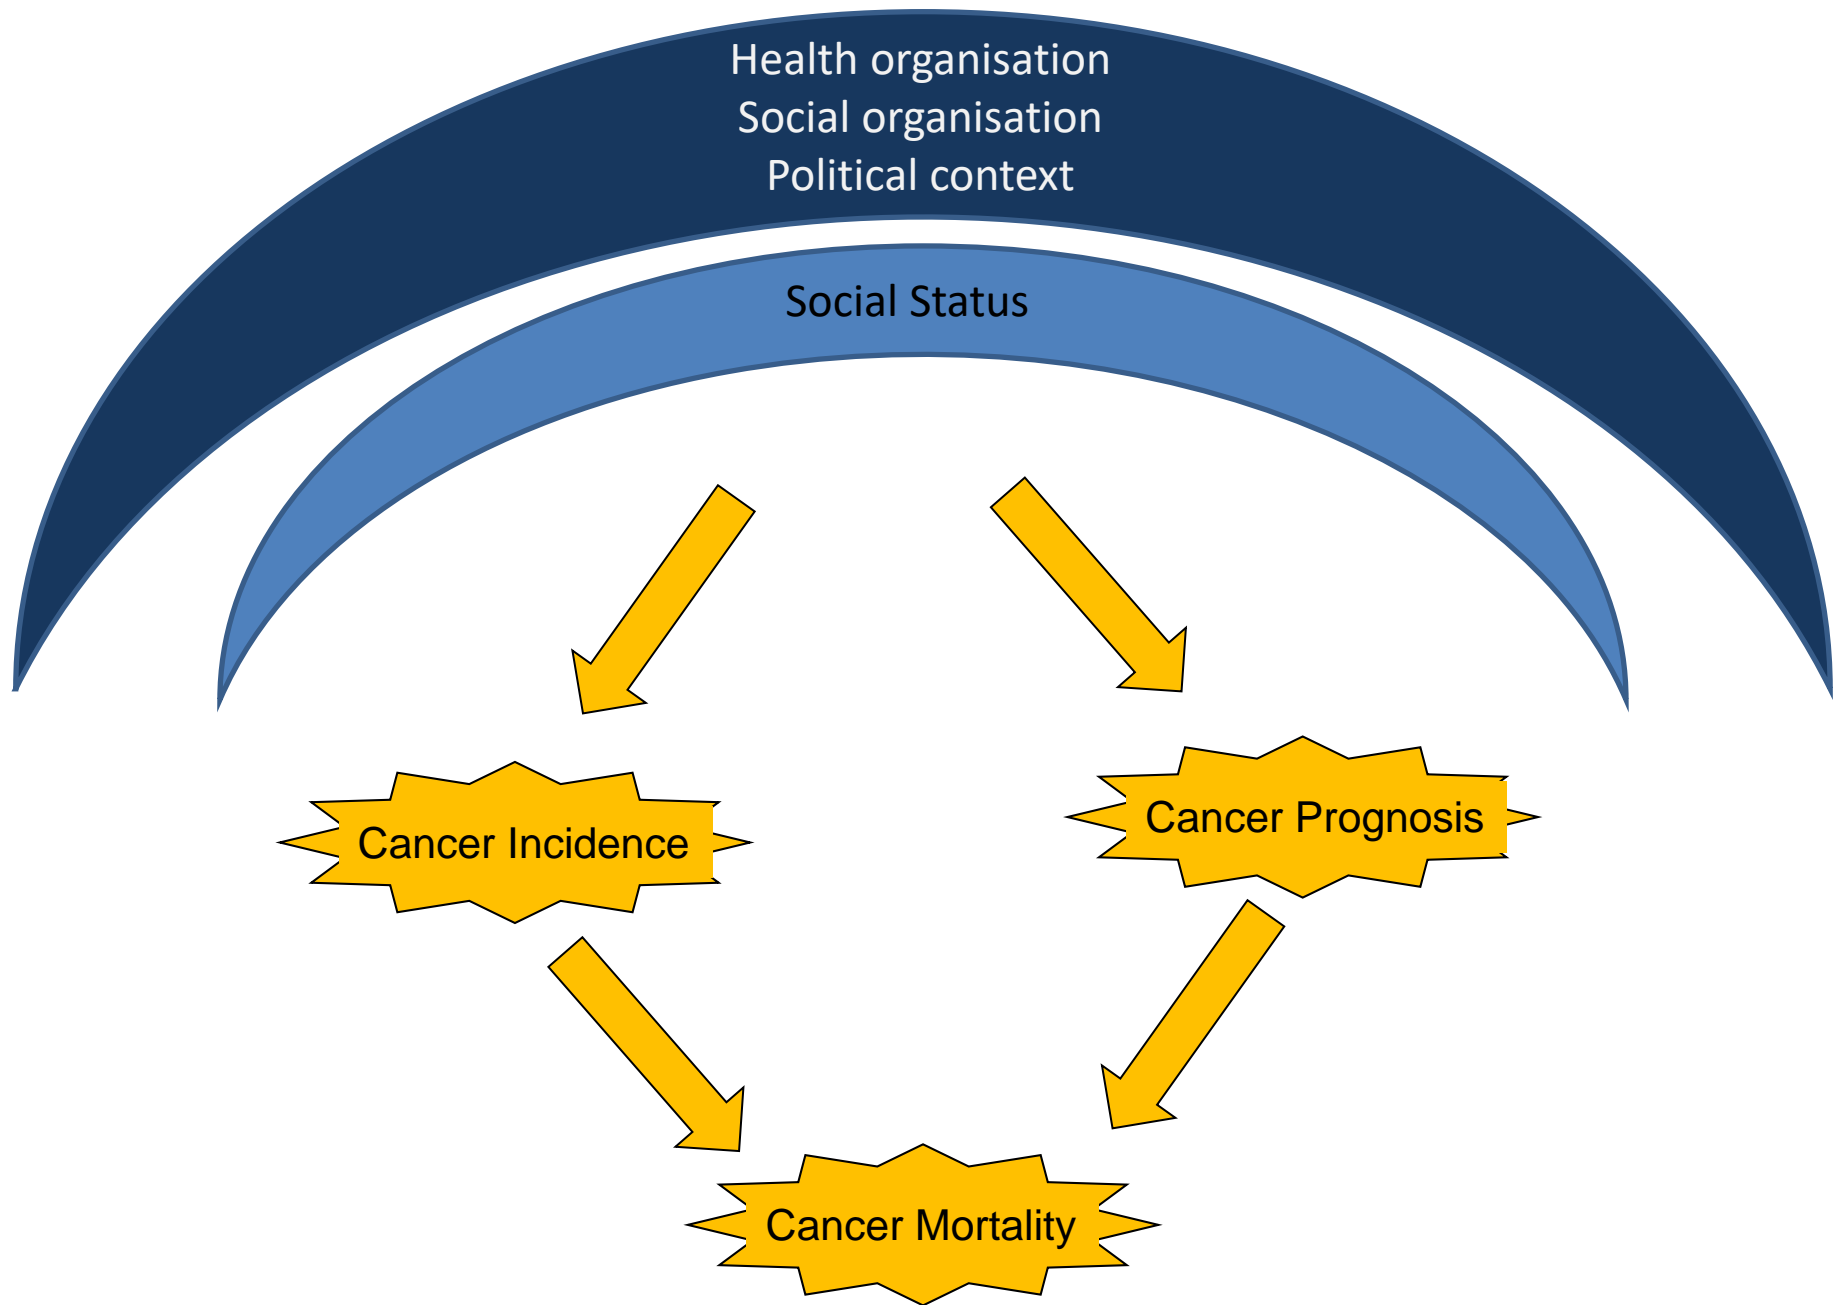 Health organisation
Social organisation
Political context
Social Status
Cancer Incidence
Cancer Prognosis
Cancer Mortality